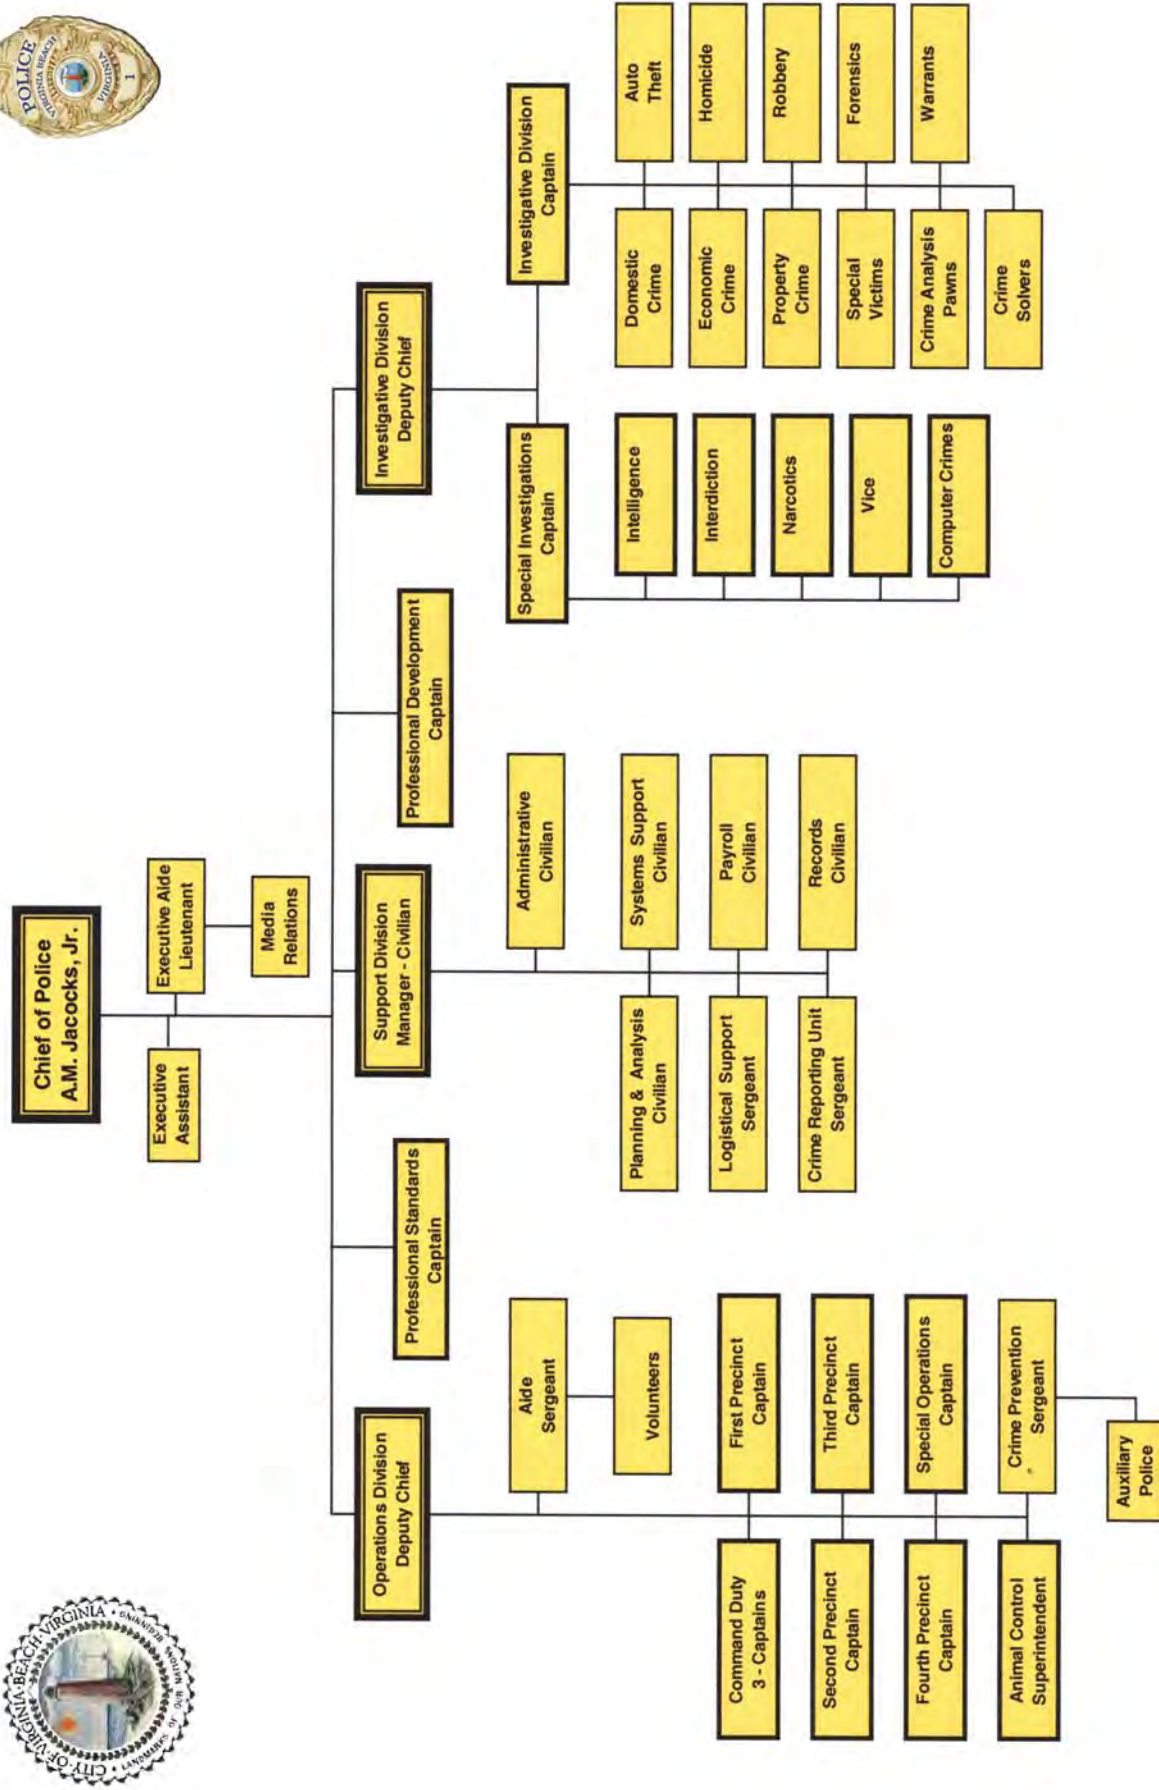 CITY·OF·VIRGINIA·BEACH·VIRGINIA
LANDMARKS OF OUR NATION'S BEGINNING
POLICE
VIRGINIA BEACH
VIRGINIA
1
Chief of Police
A.M. Jacocks, Jr.
Executive
Assistant
Executive Aide
Lieutenant
Media
Relations
Operations Division
Deputy Chief
Professional Standards
Captain
Support Division
Manager - Civilian
Professional Development
Captain
Investigative Division
Deputy Chief
Aide
Sergeant
Volunteers
Command Duty
3 - Captains
First Precinct
Captain
Second Precinct
Captain
Third Precinct
Captain
Fourth Precinct
Captain
Special Operations
Captain
Animal Control
Superintendent
Crime Prevention
Sergeant
Auxiliary
Police
Administrative
Civilian
Planning & Analysis
Civilian
Systems Support
Civilian
Logistical Support
Sergeant
Payroll
Civilian
Crime Reporting Unit
Sergeant
Records
Civilian
Special Investigations
Captain
Intelligence
Interdiction
Narcotics
Vice
Computer Crimes
Investigative Division
Captain
Domestic
Crime
Auto
Theft
Economic
Crime
Homicide
Property
Crime
Robbery
Special
Victims
Forensics
Crime Analysis
Pawns
Warrants
Crime
Solvers